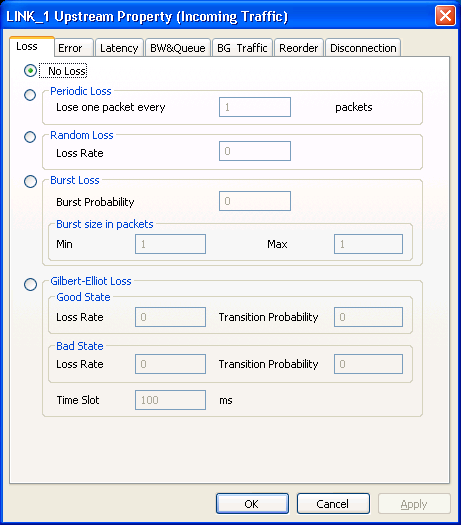 LINK_1 Upstream Property (Incoming Traffic)
Loss Error Latency BW&Queue BG_Traffic Reorder Disconnection
No Loss
Periodic Loss
Lose one packet every 1 packets
Random Loss
Loss Rate 0
Burst Loss
Burst Probability 0
Burst size in packets
Min 1 Max 1
Gilbert-Elliot Loss
Good State
Loss Rate 0 Transition Probability 0
Bad State
Loss Rate 0 Transition Probability 0
Time Slot 100 ms
OK Cancel Apply